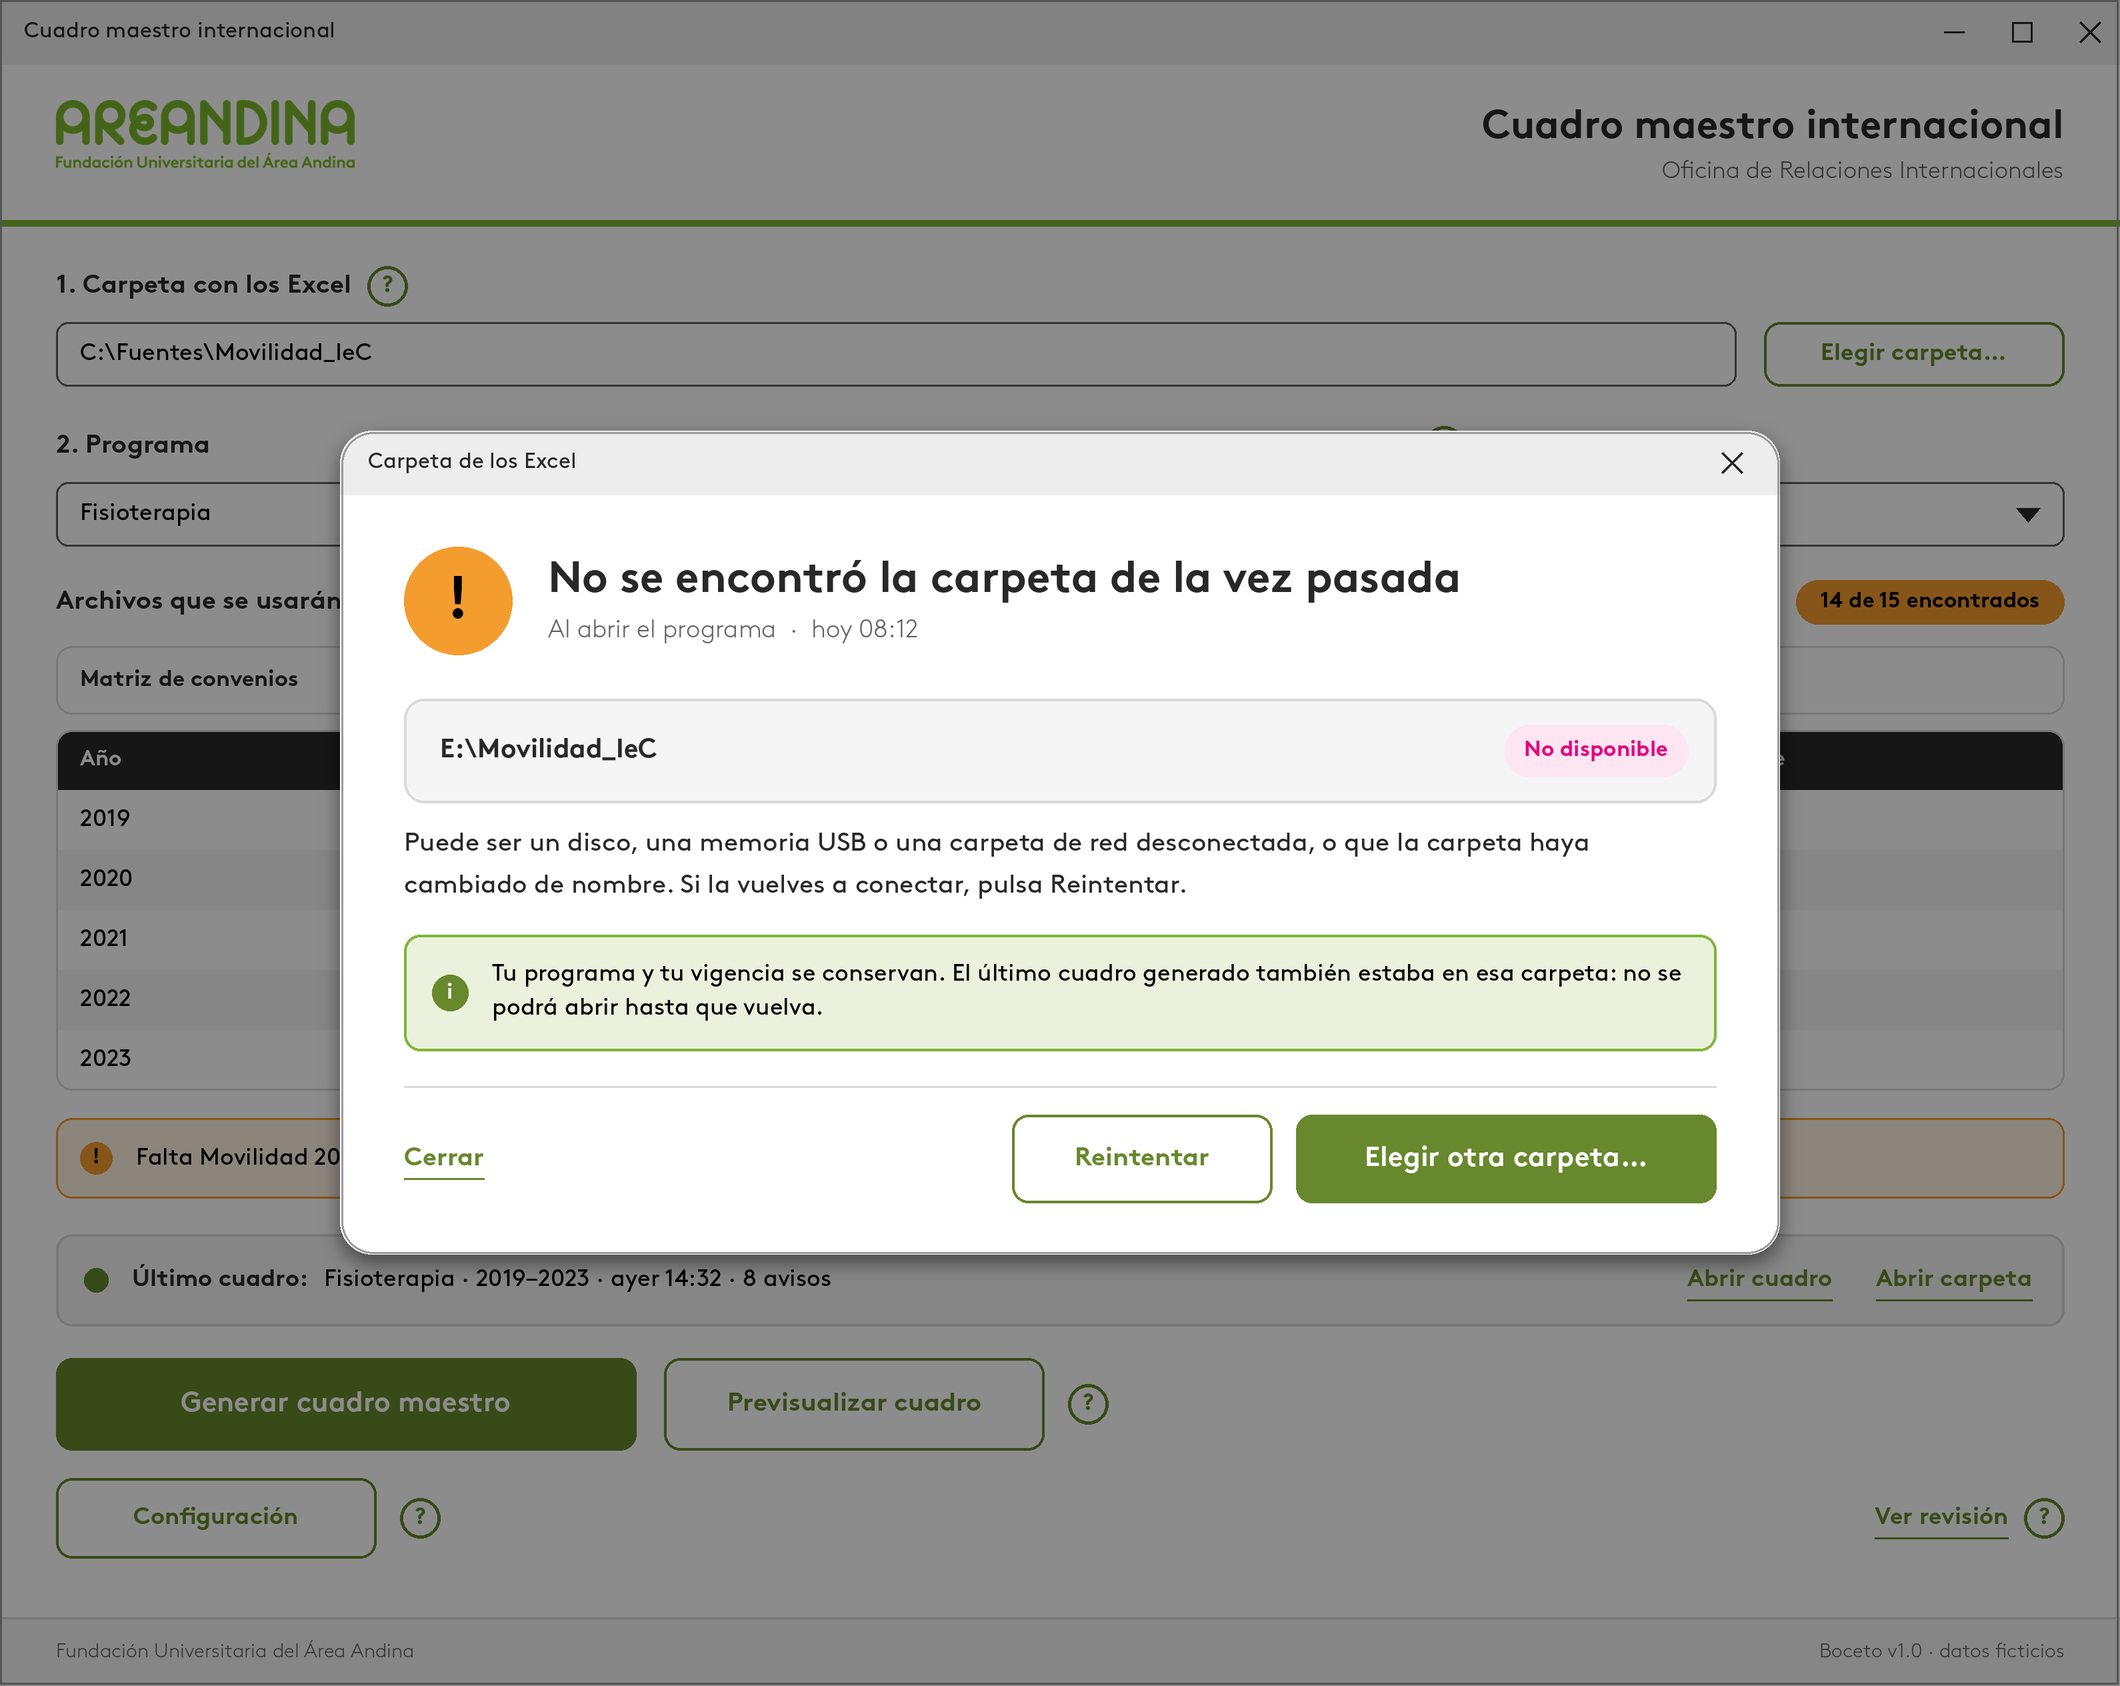 Cuadro maestro internacional
AREANDINA
Fundación Universitaria del Área Andina
Cuadro maestro internacional
Oficina de Relaciones Internacionales
1. Carpeta con los Excel ?
C:\Fuentes\Movilidad_IeC
Elegir carpeta...
2. Programa
Fisioterapia
Archivos que se usarán
14 de 15 encontrados
Matriz de convenios
Año
2019
2020
2021
2022
2023
! Falta Movilidad 20
Carpeta de los Excel
!
No se encontró la carpeta de la vez pasada
Al abrir el programa · hoy 08:12
E:\Movilidad_IeC
No disponible
Puede ser un disco, una memoria USB o una carpeta de red desconectada, o que la carpeta haya
cambiado de nombre. Si la vuelves a conectar, pulsa Reintentar.
i
Tu programa y tu vigencia se conservan. El último cuadro generado también estaba en esa carpeta: no se
podrá abrir hasta que vuelva.
Cerrar
Reintentar
Elegir otra carpeta...
Último cuadro: Fisioterapia · 2019–2023 · ayer 14:32 · 8 avisos
Abrir cuadro
Abrir carpeta
Generar cuadro maestro
Previsualizar cuadro
?
Configuración
?
Ver revisión
?
Fundación Universitaria del Área Andina
Boceto v1.0 · datos ficticios